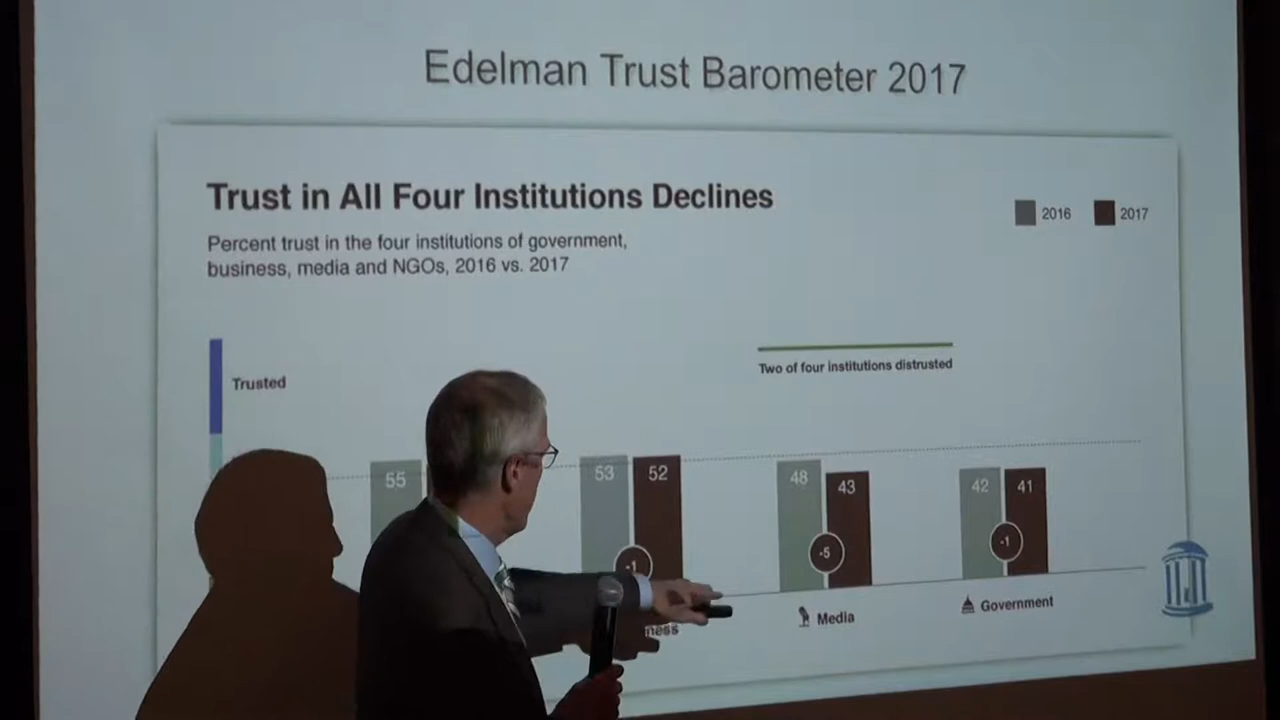 Edelman Trust Barometer 2017
Trust in All Four Institutions Declines
2016 2017
Percent trust in the four institutions of government,
business, media and NGOs, 2016 vs. 2017
Two of four institutions distrusted
Trusted
55 53 52 48 43 42 41
-1 -5 -1
ness Media Government